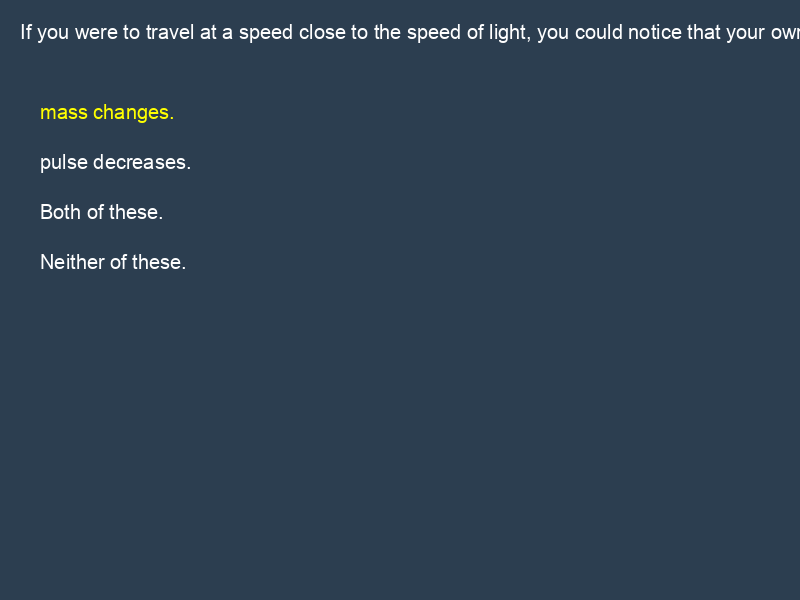 If you were to travel at a speed close to the speed of light, you could notice that your own
mass changes.
pulse decreases.
Both of these.
Neither of these.